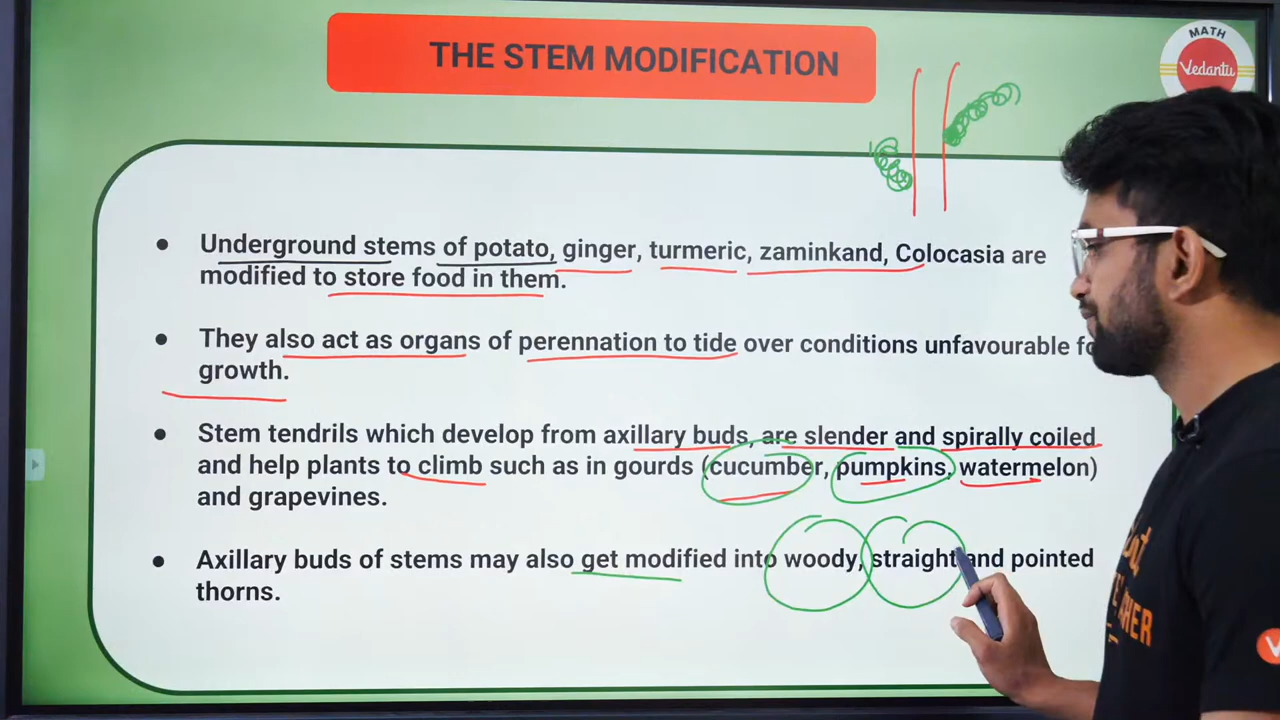 THE STEM MODIFICATION
MATH
Vedantu
Underground stems of potato, ginger, turmeric, zaminkand, Colocasia are
modified to store food in them.
They also act as organs of perennation to tide over conditions unfavourable
growth.
Stem tendrils which develop from axillary buds, are slender and spirally coiled
and help plants to climb such as in gourds (cucumber, pumpkins, watermelon)
and grapevines.
Axillary buds of stems may also get modified into woody, straight and pointed
thorns.